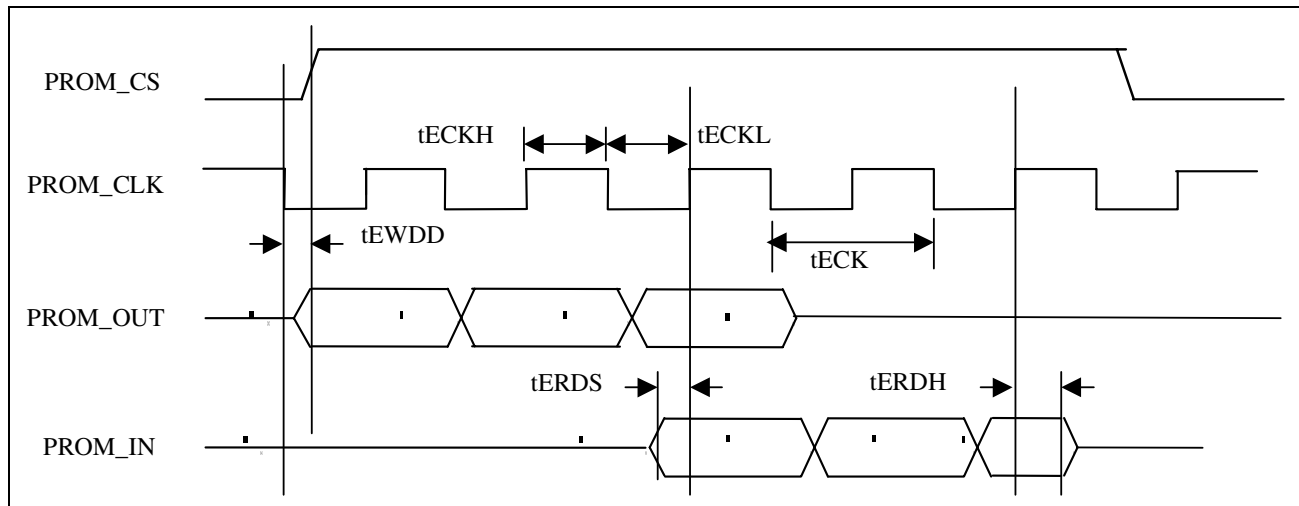 PROM_CS
tECKH
tECKL
PROM_CLK
tEWDD
tECK
PROM_OUT
tERDS
tERDH
PROM_IN